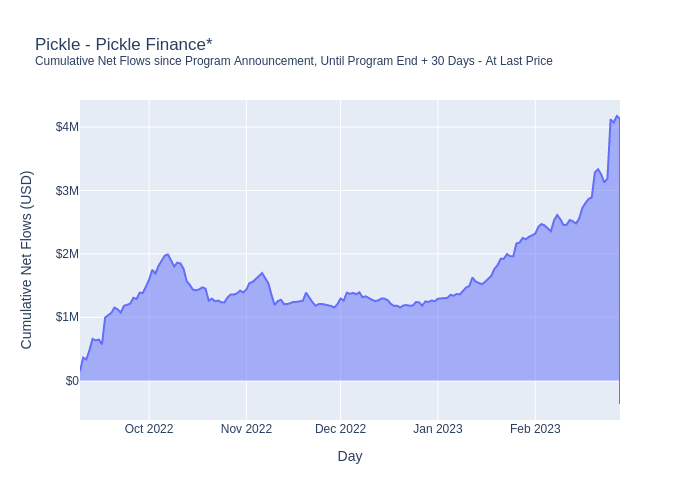 Pickle - Pickle Finance*
Cumulative Net Flows since Program Announcement, Until Program End + 30 Days - At Last Price
Cumulative Net Flows (USD)
$4M
$3M
$2M
$1M
$0
Oct 2022
Nov 2022
Dec 2022
Jan 2023
Feb 2023
Day